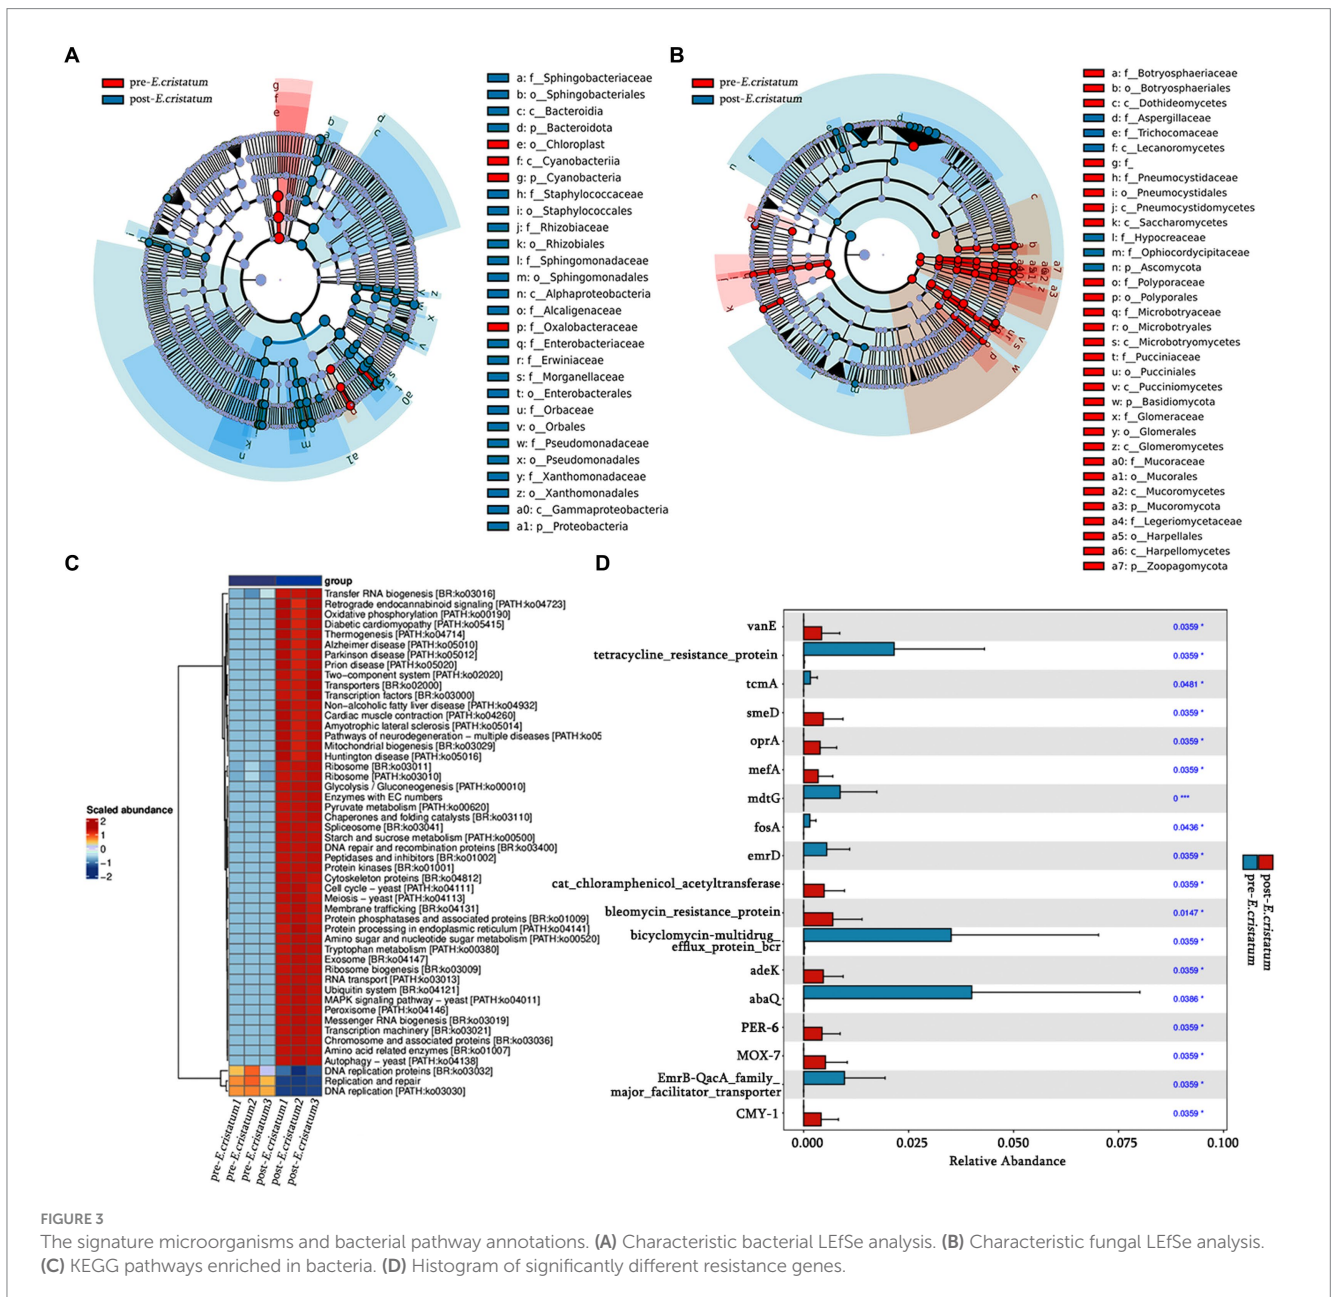 A
pre-E.cristatum
post-E.cristatum
a: f__Sphingobacteriaceae
b: o__Sphingobacteriales
c: c__Bacteroidia
d: p__Bacteroidota
e: o__Chloroplast
f: c__Cyanobacteriia
g: p__Cyanobacteria
h: f__Staphylococcaceae
i: o__Staphylococcales
j: f__Rhizobiaceae
k: o__Rhizobiales
l: f__Sphingomonadaceae
m: o__Sphingomonadales
n: c__Alphaproteobacteria
o: f__Alcaligenaceae
p: f__Oxalobacteraceae
q: f__Enterobacteriaceae
r: f__Erwiniaceae
s: f__Morganellaceae
t: o__Enterobacterales
u: f__Orbaceae
v: o__Orbales
w: f__Pseudomonadaceae
x: o__Pseudomonadales
y: f__Xanthomonadaceae
z: o__Xanthomonadales
a0: c__Gammaproteobacteria
a1: p__Proteobacteria
B
pre-E.cristatum
post-E.cristatum
a: f__Botryosphaeriaceae
b: o__Botryosphaeriales
c: c__Dothideomycetes
d: f__Aspergillaceae
e: f__Trichocomaceae
f: c__Lecanoromycetes
g: f_
h: f__Pneumocystidaceae
i: o__Pneumocystidales
j: c__Pneumocystidomycetes
k: c__Saccharomycetes
l: f__Hypocreaceae
m: f__Ophiocordycipitaceae
n: p__Ascomycota
o: f__Polyporaceae
p: o__Polyporales
q: f__Microbotryaceae
r: o__Microbotryales
s: c__Microbotryomycetes
t: f__Pucciniaceae
u: o__Pucciniales
v: c__Pucciniomycetes
w: p__Basidiomycota
x: f__Glomeraceae
y: o__Glomerales
z: c__Glomeromycetes
a0: f__Mucoraceae
a1: o__Mucorales
a2: c__Mucoromycetes
a3: p__Mucoromycota
a4: f__Legeriomycetaceae
a5: o__Harpellales
a6: c__Harpellomycetes
a7: p__Zoopagomycota
C
group
Transfer RNA biogenesis [BR:ko03016]
Retrograde endocannabinoid signaling [PATH:ko04723]
Oxidative phosphorylation [PATH:ko00190]
Diabetic cardiomyopathy [PATH:ko05415]
Thermogenesis [PATH:ko04714]
Alzheimer disease [PATH:ko05010]
Parkinson disease [PATH:ko05012]
Prion disease [PATH:ko05020]
Two-component system [PATH:ko02020]
Transporters [BR:ko02000]
Transcription factors [BR:ko03000]
Non-alcoholic fatty liver disease [PATH:ko04932]
Cardiac muscle contraction [PATH:ko04260]
Amyotrophic lateral sclerosis [PATH:ko05014]
Pathways of neurodegeneration – multiple diseases [PATH:ko05
Mitochondrial biogenesis [BR:ko03029]
Huntington disease [PATH:ko05016]
Ribosome [BR:ko03011]
Ribosome [PATH:ko03010]
Glycolysis / Gluconeogenesis [PATH:ko00010]
Enzymes with EC numbers
Pyruvate metabolism [PATH:ko00620]
Chaperones and folding catalysts [BR:ko03110]
Spliceosome [BR:ko03041]
Starch and sucrose metabolism [PATH:ko00500]
DNA repair and recombination proteins [BR:ko03400]
Peptidases and inhibitors [BR:ko01002]
Protein kinases [BR:ko01001]
Cytoskeleton proteins [BR:ko04812]
Cell cycle – yeast [PATH:ko04111]
Meiosis – yeast [PATH:ko04113]
Membrane trafficking [BR:ko04131]
Protein phosphatases and associated proteins [BR:ko01009]
Protein processing in endoplasmic reticulum [PATH:ko04141]
Amino sugar and nucleotide sugar metabolism [PATH:ko00520]
Tryptophan metabolism [PATH:ko00380]
Exosome [BR:ko04147]
Ribosome biogenesis [BR:ko03009]
RNA transport [PATH:ko03013]
Ubiquitin system [BR:ko04121]
MAPK signaling pathway – yeast [PATH:ko04011]
Peroxisome [PATH:ko04146]
Messenger RNA biogenesis [BR:ko03019]
Transcription machinery [BR:ko03021]
Chromosome and associated proteins [BR:ko03036]
Amino acid related enzymes [BR:ko01007]
Autophagy – yeast [PATH:ko04138]
DNA replication proteins [BR:ko03032]
Replication and repair
DNA replication [PATH:ko03030]
Scaled abundance
2
1
0
−1
−2
pre-E.cristatum1
pre-E.cristatum2
pre-E.cristatum3
post-E.cristatum1
post-E.cristatum2
post-E.cristatum3
D
vanE 0.0359 *
tetracycline_resistance_protein 0.0359 *
tcmA 0.0481 *
smeD 0.0359 *
oprA 0.0359 *
mefA 0.0359 *
mdtG 0 ***
fosA 0.0436 *
emrD 0.0359 *
cat_chloramphenicol_acetyltransferase 0.0359 *
bleomycin_resistance_protein 0.0147 *
bicyclomycin-multidrug_
efflux_protein_bcr 0.0359 *
adeK 0.0359 *
abaQ 0.0386 *
PER-6 0.0359 *
MOX-7 0.0359 *
EmrB-QacA_family_
major_facilitator_transporter 0.0359 *
CMY-1 0.0359 *
0.000 0.025 0.050 0.075 0.100
Relative Abandance
post-E.cristatum
pre-E.cristatum
FIGURE 3
The signature microorganisms and bacterial pathway annotations. (A) Characteristic bacterial LEfSe analysis. (B) Characteristic fungal LEfSe analysis.
(C) KEGG pathways enriched in bacteria. (D) Histogram of significantly different resistance genes.